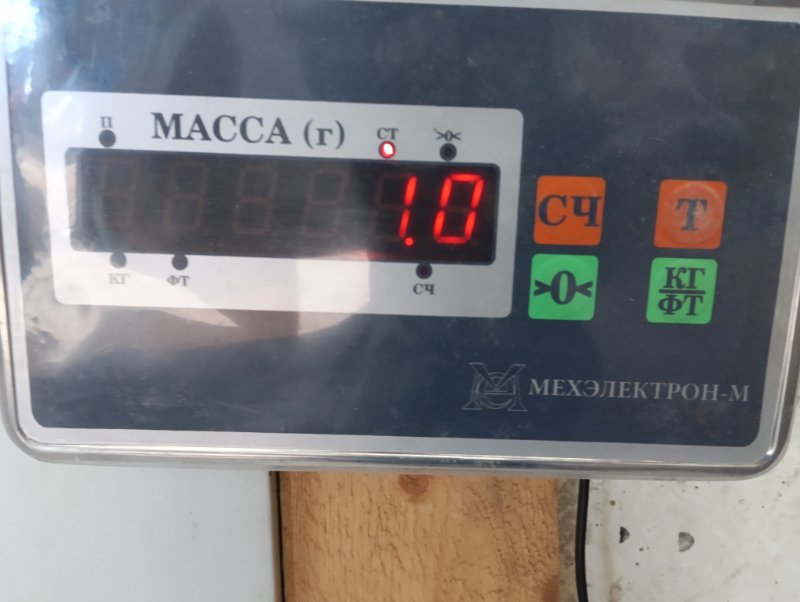 П МАССА (г) СТ >0<
1.0
КГ ФТ СЧ
СЧ Т
>0< КГ/ФТ
МЕХЭЛЕКТРОН-М